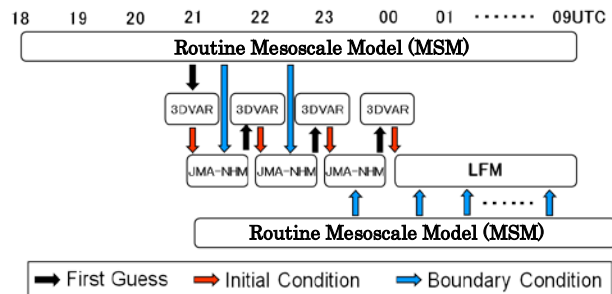 18 19 20 21 22 23 00 01 ‥‥‥‥ 09UTC
Routine Mesoscale Model (MSM)
3DVAR 3DVAR 3DVAR 3DVAR
JMA-NHM JMA-NHM JMA-NHM LFM
‥‥‥
Routine Mesoscale Model (MSM)
First Guess Initial Condition Boundary Condition